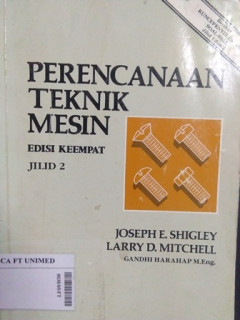 PERENCANAAN
TEKNIK
MESIN
EDISI KEEMPAT
JILID 2
JOSEPH E. SHIGLEY
LARRY D. MITCHELL
GANDHI HARAHAP M.Eng.
CA FT UNIMED